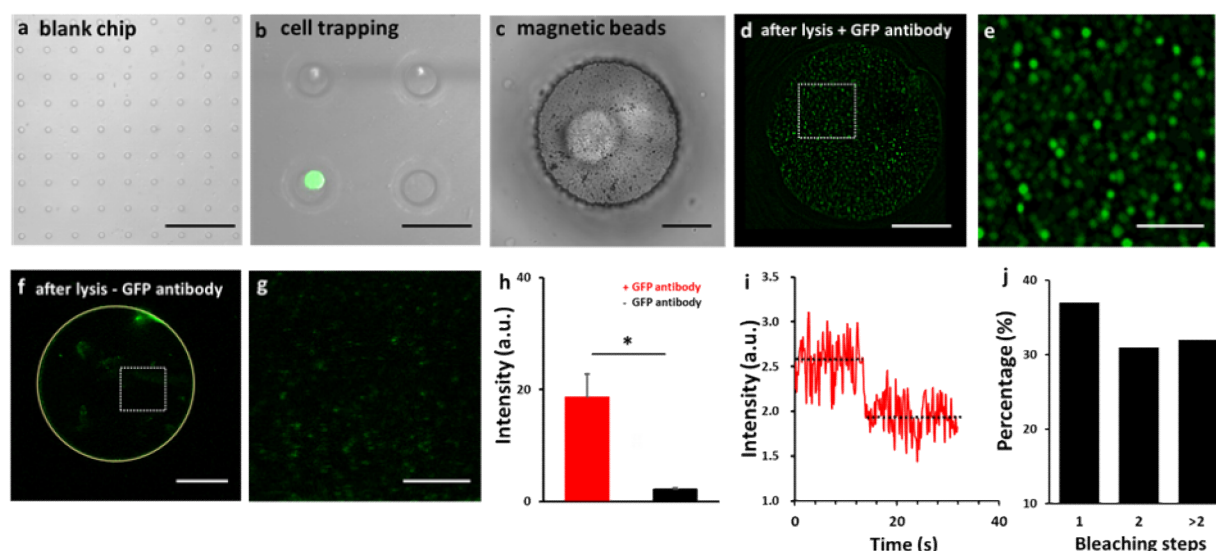 a blank chip
b cell trapping
c magnetic beads
d after lysis + GFP antibody
e
f after lysis - GFP antibody
g
h
40
20
0
Intensity (a.u.)
+ GFP antibody
- GFP antibody
*
i
3.5
3.0
2.5
2.0
1.5
1.0
Intensity (a.u.)
0 20 40
Time (s)
j
40
30
20
10
Percentage (%)
1 2 >2
Bleaching steps